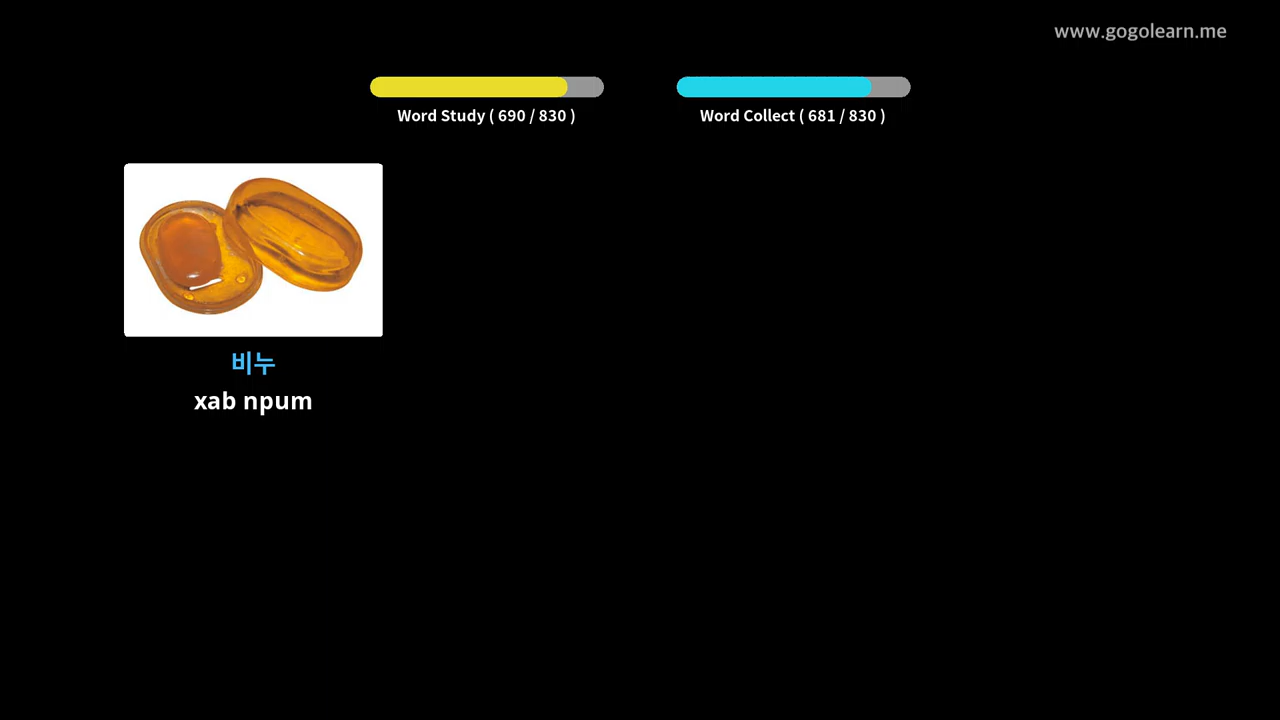 www.gogolearn.me
Word Study ( 690 / 830 )
Word Collect ( 681 / 830 )
비누
xab npum